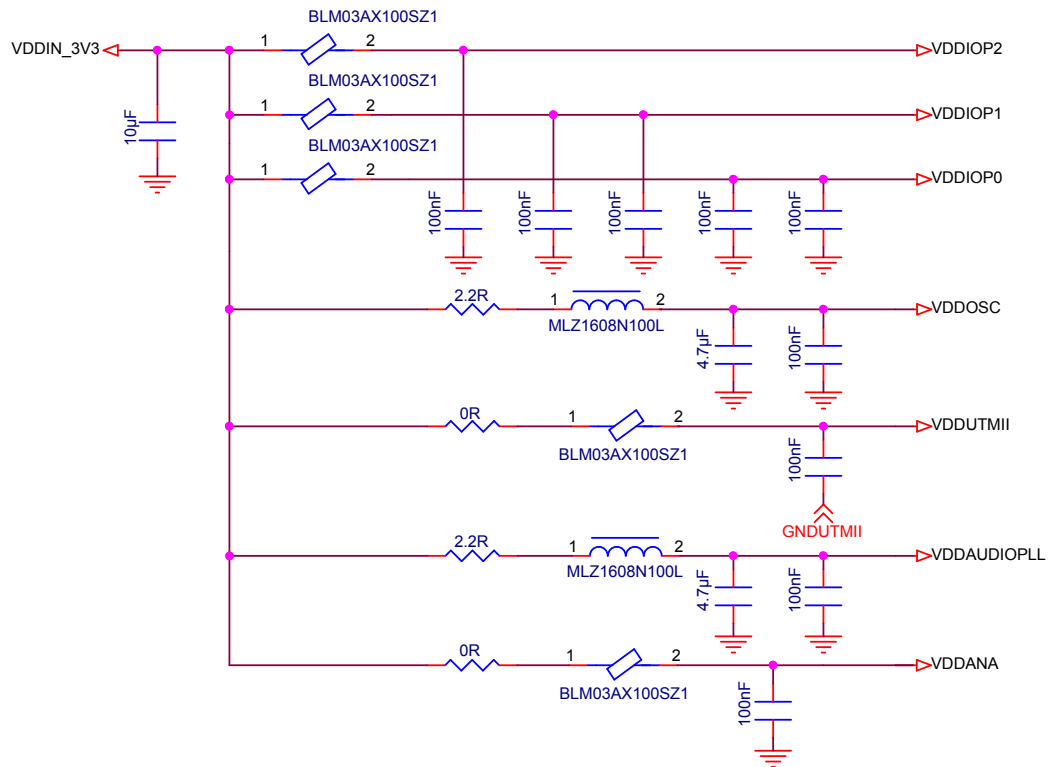 BLM03AX100SZ1
VDDIN_3V3
1
2
VDDIOP2
10µF
BLM03AX100SZ1
1
2
VDDIOP1
BLM03AX100SZ1
1
2
VDDIOP0
100nF
100nF
100nF
100nF
100nF
2.2R
1
2
VDDOSC
MLZ1608N100L
4.7µF
100nF
0R
1
2
VDDUTMII
BLM03AX100SZ1
100nF
GNDUTMII
2.2R
1
2
VDDAUDIOPLL
MLZ1608N100L
4.7µF
100nF
0R
1
2
VDDANA
BLM03AX100SZ1
100nF